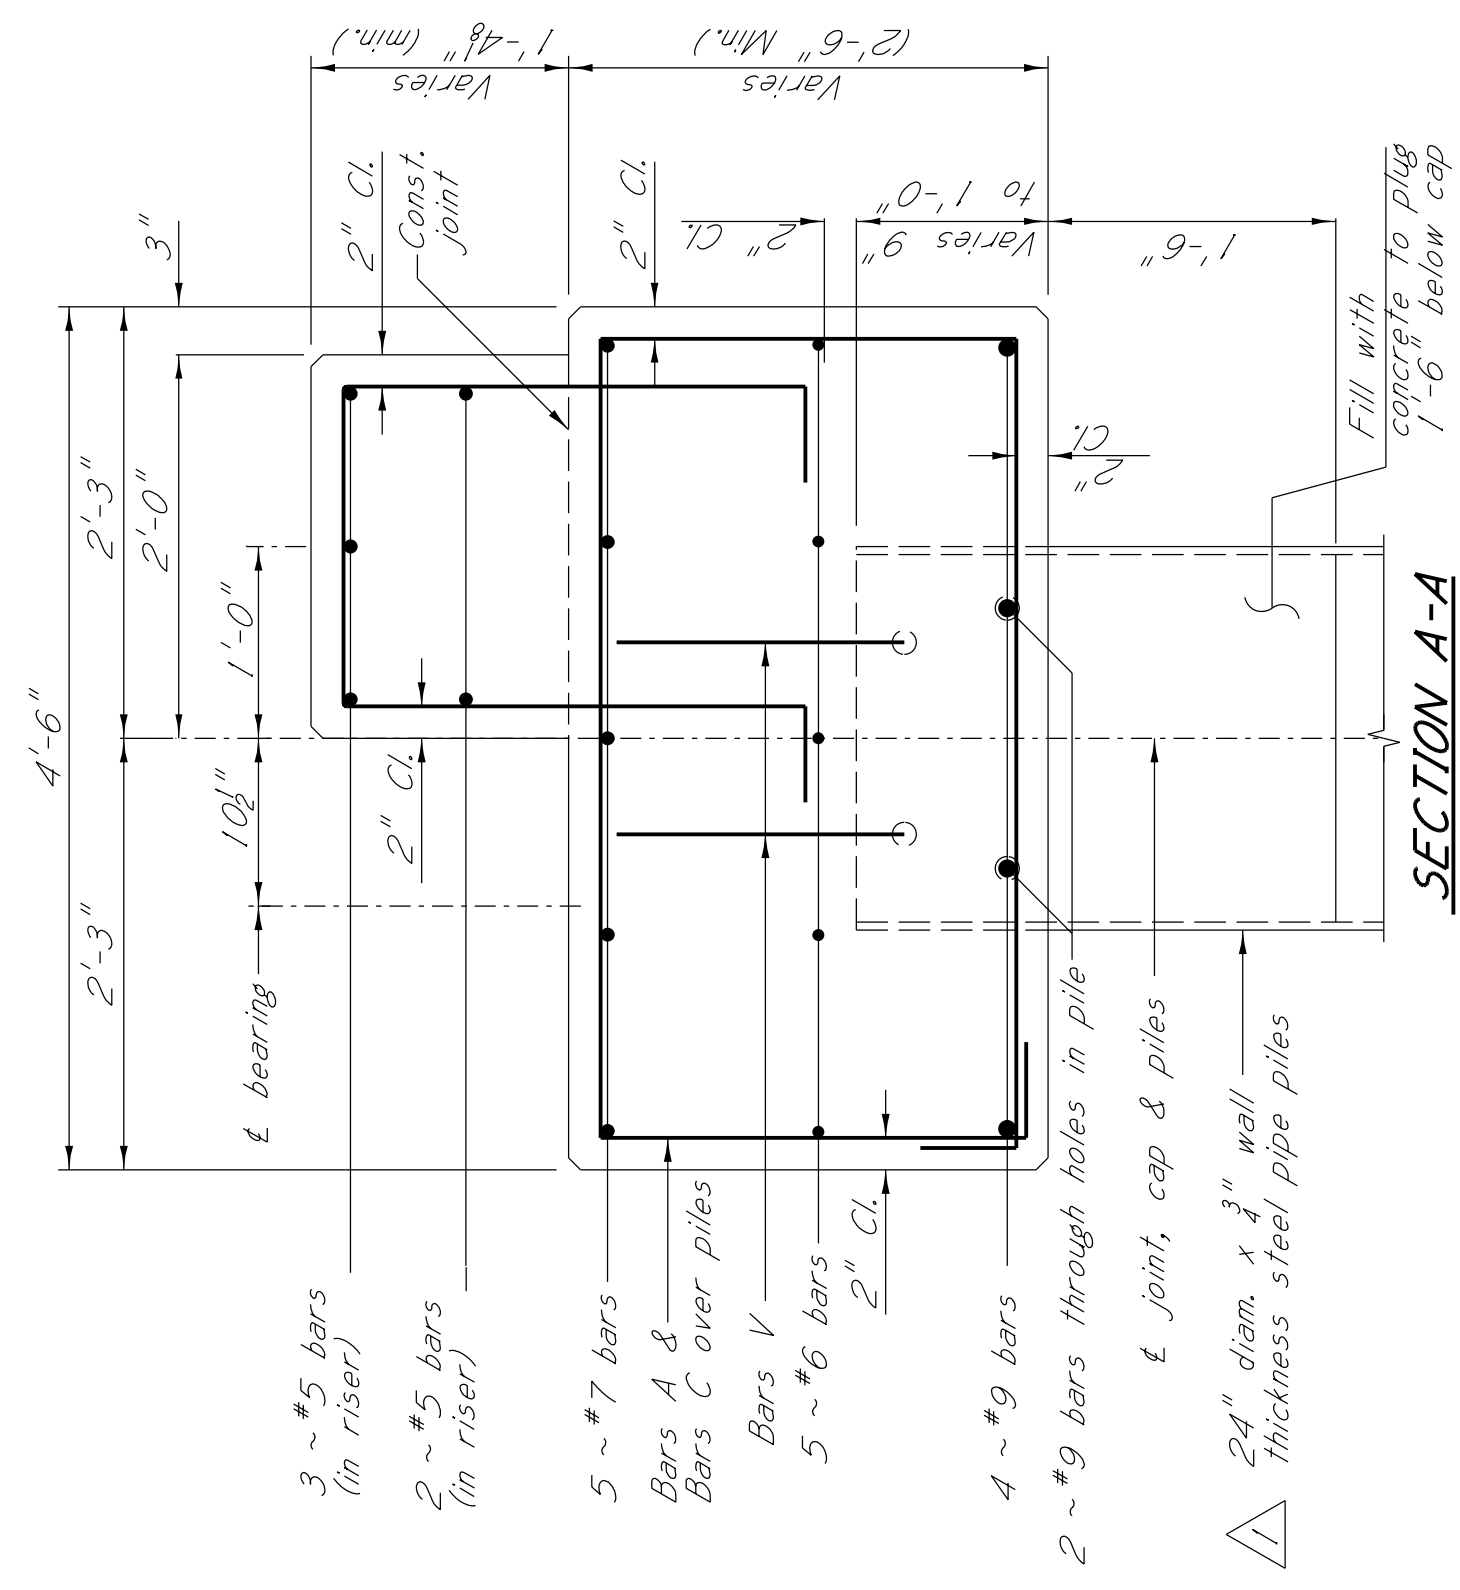 4'-6"
2'-3"
2'-3"
3"
2'-0"
1'-0"
10½"
℄ bearing
2" Cl.
2" Cl.
Const.
joint
1'-4⅛" (min.)
Varies
(2'-6" Min.)
Varies
2" Cl.
2" Cl.
Varies 9"
to 1'-0"
1'-6"
2"
Cl.
Fill with
concrete to plug
1'-6" below cap
3 ~ #5 bars
(in riser)
2 ~ #5 bars
(in riser)
5 ~ #7 bars
Bars A &
Bars C over piles
Bars V
5 ~ #6 bars
2" Cl.
4 ~ #9 bars
2 ~ #9 bars through holes in pile
℄ joint, cap & piles
1
24" diam. x ¾" wall
thickness steel pipe piles
SECTION A-A